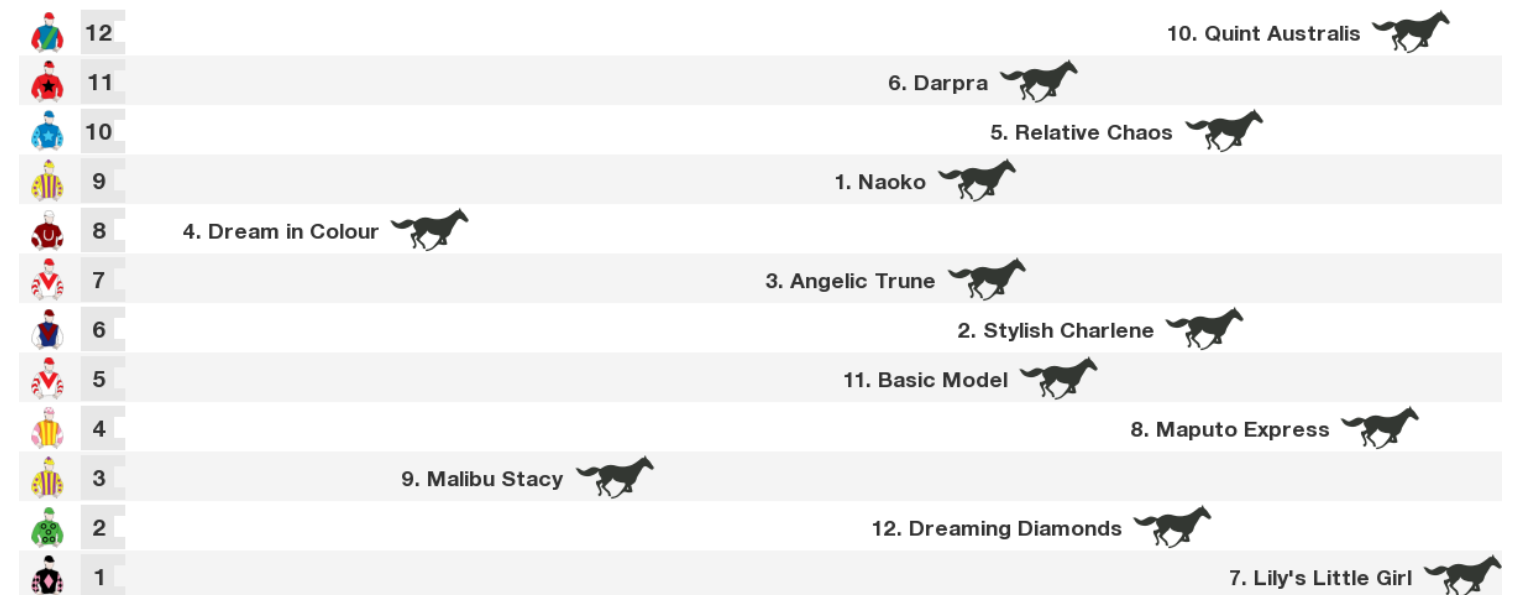 12 10. Quint Australis
11 6. Darpra
10 5. Relative Chaos
9 1. Naoko
8 4. Dream in Colour
7 3. Angelic Trune
6 2. Stylish Charlene
5 11. Basic Model
4 8. Maputo Express
3 9. Malibu Stacy
2 12. Dreaming Diamonds
1 7. Lily's Little Girl